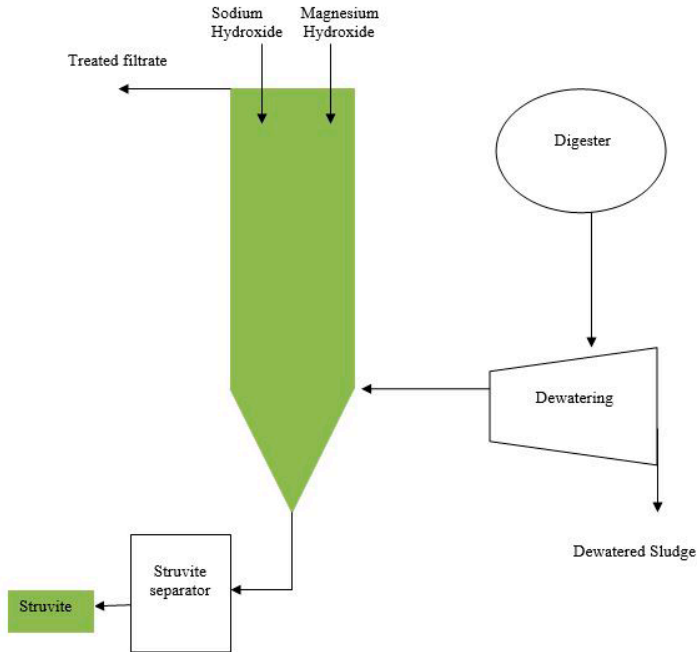 Sodium
Hydroxide
Magnesium
Hydroxide
Treated filtrate
Digester
Dewatering
Dewatered Sludge
Struvite
separator
Struvite